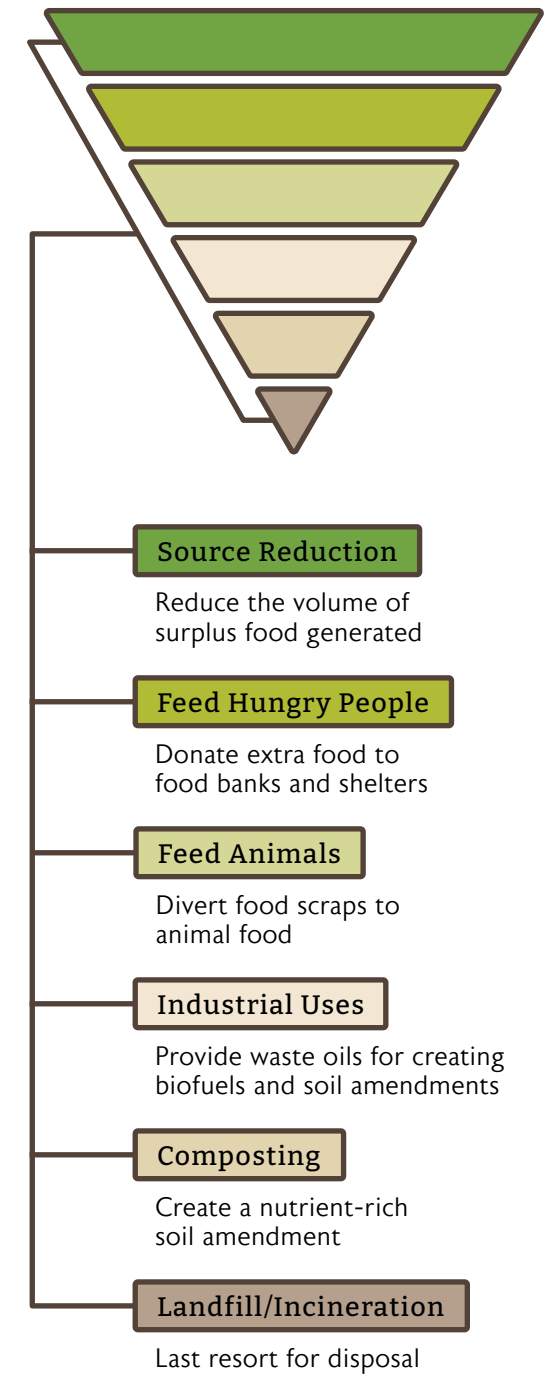 Source Reduction
Reduce the volume of
surplus food generated
Feed Hungry People
Donate extra food to
food banks and shelters
Feed Animals
Divert food scraps to
animal food
Industrial Uses
Provide waste oils for creating
biofuels and soil amendments
Composting
Create a nutrient-rich
soil amendment
Landfill/Incineration
Last resort for disposal